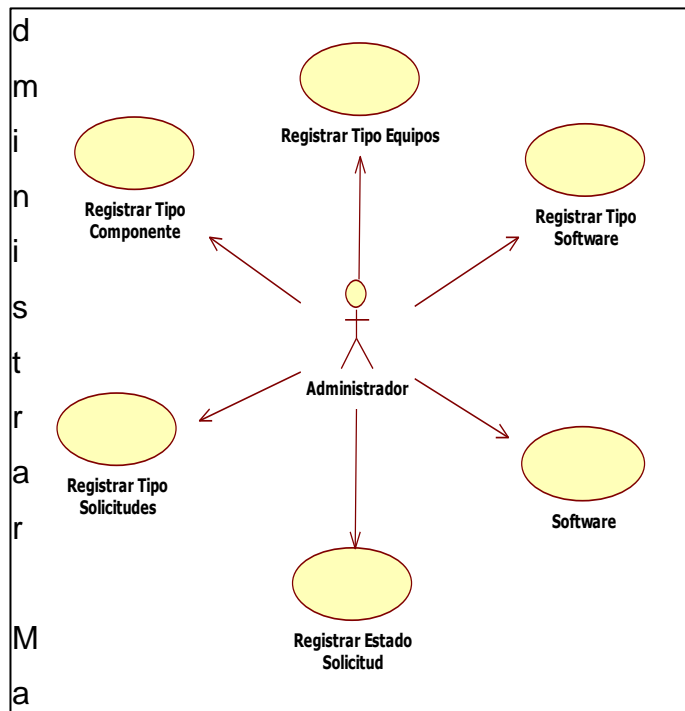 d
m
i
n
i
s
t
r
a
r
M
a
Registrar Tipo Equipos
Registrar Tipo
Componente
Registrar Tipo
Software
Administrador
Registrar Tipo
Solicitudes
Software
Registrar Estado
Solicitud